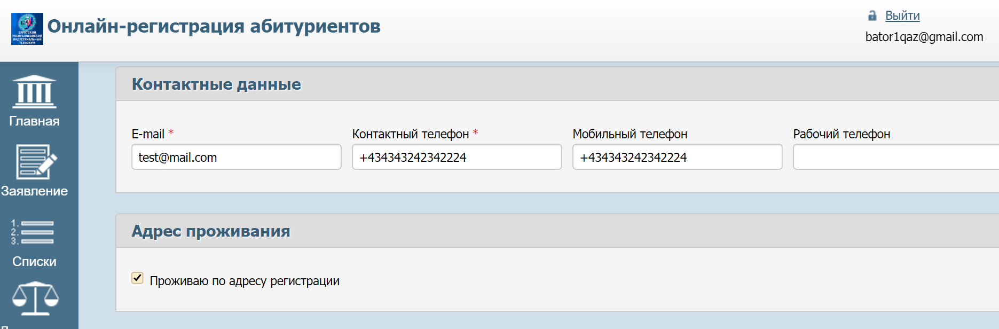 БРИТ
БУРЯТСКИЙ
РЕСПУБЛИКАНСКИЙ
ИНДУСТРИАЛЬНЫЙ
ТЕХНИКУМ
Онлайн-регистрация абитуриентов
Выйти
bator1qaz@gmail.com
Главная
Заявление
1.
2.
3.
Списки
Контактные данные
E-mail *
Контактный телефон *
Мобильный телефон
Рабочий телефон
test@mail.com
+434343242342224
+434343242342224
Адрес проживания
Проживаю по адресу регистрации